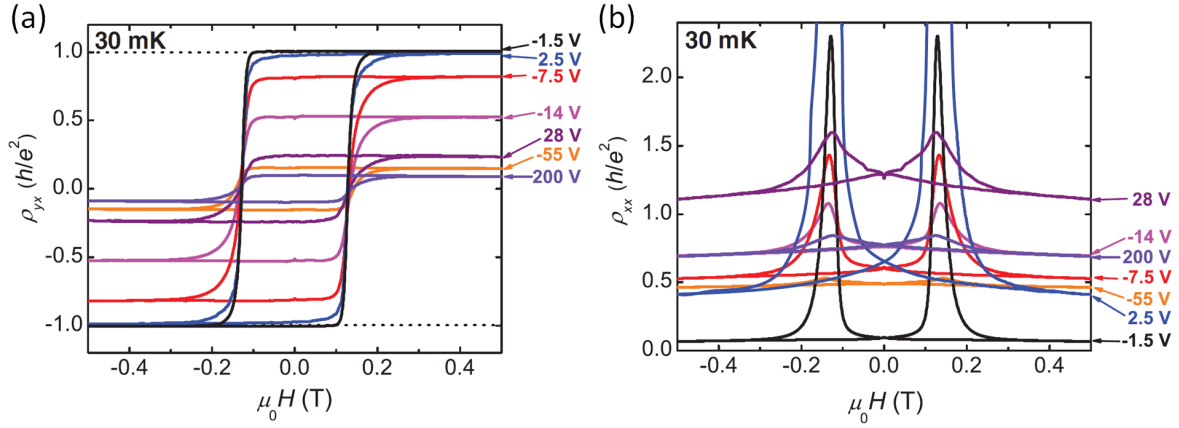 (a)
30 mK
1.0
0.5
0.0
-0.5
-1.0
ρyx (h/e²)
-0.4 -0.2 0.0 0.2 0.4
μ0H (T)
-1.5 V
2.5 V
-7.5 V
-14 V
28 V
-55 V
200 V
(b)
30 mK
2.0
1.5
1.0
0.5
0.0
ρxx (h/e²)
-0.4 -0.2 0.0 0.2 0.4
μ0H (T)
28 V
-14 V
200 V
-7.5 V
-55 V
2.5 V
-1.5 V